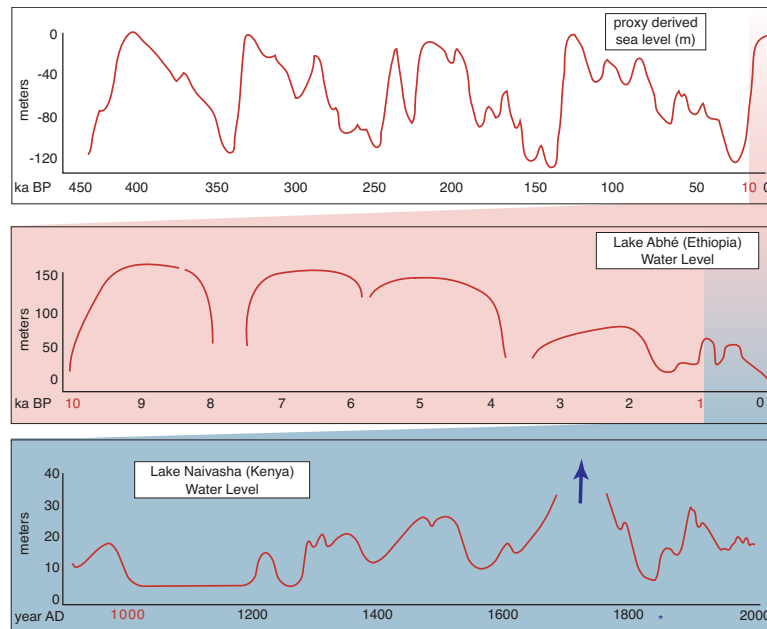 proxy derived
sea level (m)
0
-40
-80
-120
meters
ka BP 450 400 350 300 250 200 150 100 50 10 0
Lake Abhé (Ethiopia)
Water Level
150
100
50
0
meters
ka BP 10 9 8 7 6 5 4 3 2 1 0
Lake Naivasha (Kenya)
Water Level
40
30
20
10
0
meters
year AD 1000 1200 1400 1600 1800 * 2000